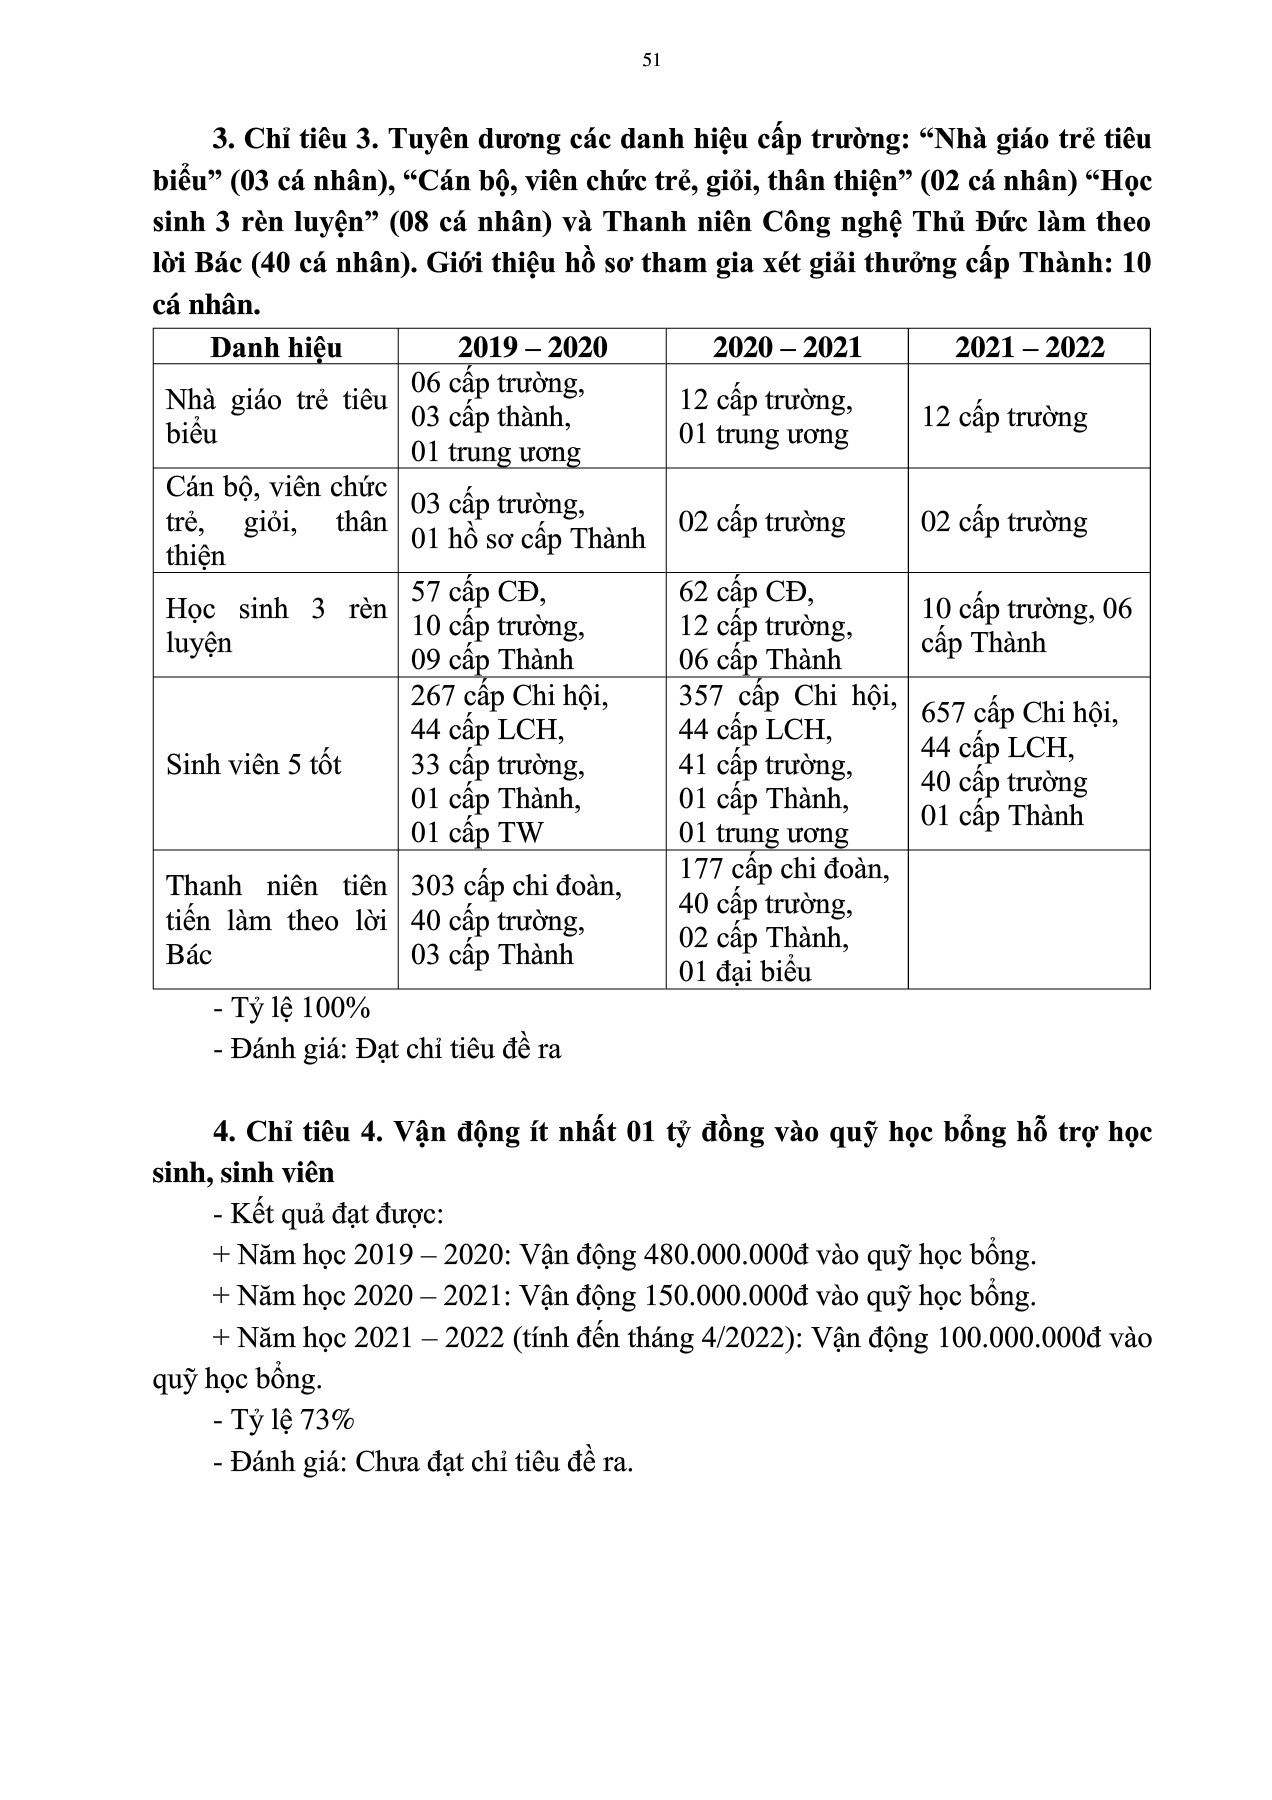 51
3. Chỉ tiêu 3. Tuyên dương các danh hiệu cấp trường: “Nhà giáo trẻ tiêu
biểu” (03 cá nhân), “Cán bộ, viên chức trẻ, giỏi, thân thiện” (02 cá nhân) “Học
sinh 3 rèn luyện” (08 cá nhân) và Thanh niên Công nghệ Thủ Đức làm theo
lời Bác (40 cá nhân). Giới thiệu hồ sơ tham gia xét giải thưởng cấp Thành: 10
cá nhân.
Danh hiệu 2019 – 2020 2020 – 2021 2021 – 2022
Nhà giáo trẻ tiêu
biểu
06 cấp trường,
03 cấp thành,
01 trung ương
12 cấp trường,
01 trung ương
12 cấp trường
Cán bộ, viên chức
trẻ, giỏi, thân
thiện
03 cấp trường,
01 hồ sơ cấp Thành
02 cấp trường
02 cấp trường
Học sinh 3 rèn
luyện
57 cấp CĐ,
10 cấp trường,
09 cấp Thành
62 cấp CĐ,
12 cấp trường,
06 cấp Thành
10 cấp trường, 06
cấp Thành
Sinh viên 5 tốt
267 cấp Chi hội,
44 cấp LCH,
33 cấp trường,
01 cấp Thành,
01 cấp TW
357 cấp Chi hội,
44 cấp LCH,
41 cấp trường,
01 cấp Thành,
01 trung ương
657 cấp Chi hội,
44 cấp LCH,
40 cấp trường
01 cấp Thành
Thanh niên tiên
tiến làm theo lời
Bác
303 cấp chi đoàn,
40 cấp trường,
03 cấp Thành
177 cấp chi đoàn,
40 cấp trường,
02 cấp Thành,
01 đại biểu
- Tỷ lệ 100%
- Đánh giá: Đạt chỉ tiêu đề ra
4. Chỉ tiêu 4. Vận động ít nhất 01 tỷ đồng vào quỹ học bổng hỗ trợ học
sinh, sinh viên
- Kết quả đạt được:
+ Năm học 2019 – 2020: Vận động 480.000.000đ vào quỹ học bổng.
+ Năm học 2020 – 2021: Vận động 150.000.000đ vào quỹ học bổng.
+ Năm học 2021 – 2022 (tính đến tháng 4/2022): Vận động 100.000.000đ vào
quỹ học bổng.
- Tỷ lệ 73%
- Đánh giá: Chưa đạt chỉ tiêu đề ra.